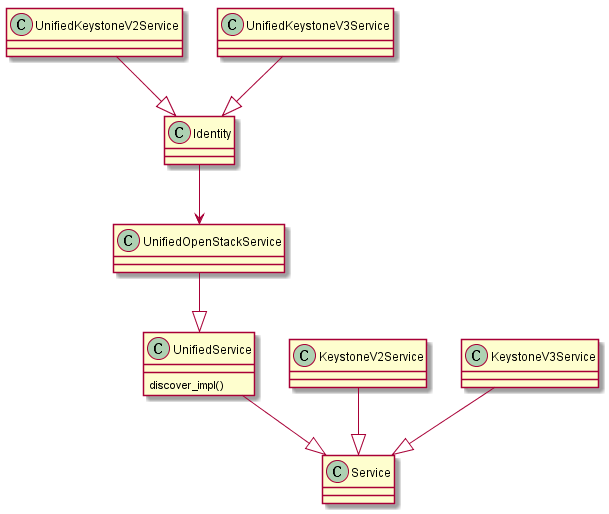 C UnifiedKeystoneV2Service
C UnifiedKeystoneV3Service
C Identity
C UnifiedOpenStackService
C UnifiedService
discover_impl()
C KeystoneV2Service
C KeystoneV3Service
C Service